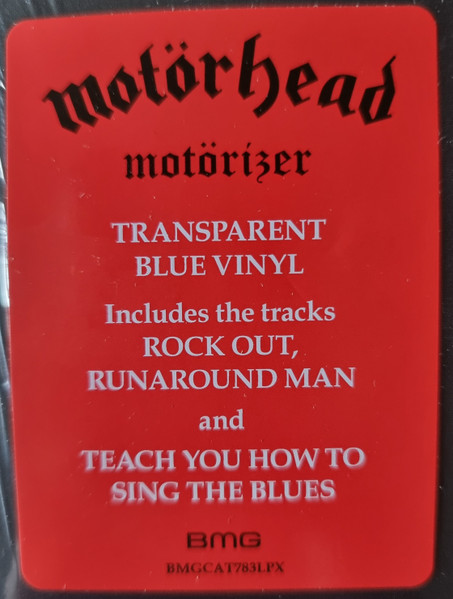 motörhead
motörizer
TRANSPARENT
BLUE VINYL
Includes the tracks
ROCK OUT,
RUNAROUND MAN
and
TEACH YOU HOW TO
SING THE BLUES
BMG
BMGCAT783LPX